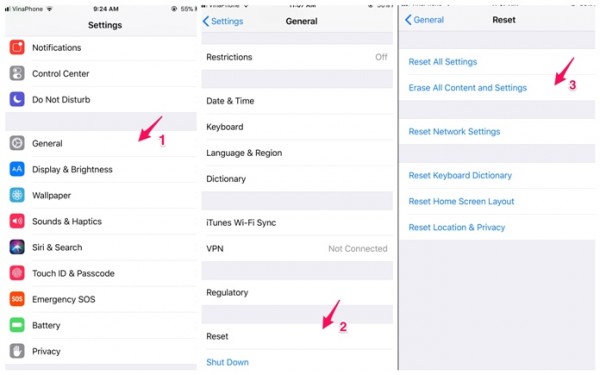 VinaPhone 9:24 AM 55%
Settings
Notifications
Control Center
Do Not Disturb
General
1
Display & Brightness
AA
Wallpaper
Sounds & Haptics
Siri & Search
Touch ID & Passcode
SOS
Emergency SOS
Battery
Privacy
Settings General
Restrictions Off
Date & Time
Keyboard
Language & Region
Dictionary
iTunes Wi-Fi Sync
VPN Not Connected
Regulatory
2
Reset
Shut Down
General Reset
Reset All Settings
Erase All Content and Settings
3
Reset Network Settings
Reset Keyboard Dictionary
Reset Home Screen Layout
Reset Location & Privacy